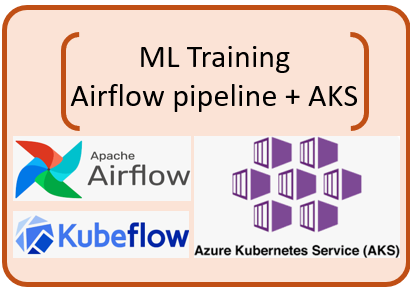 ML Training
Airflow pipeline + AKS
Apache
Airflow
Kubeflow
Azure Kubernetes Service (AKS)